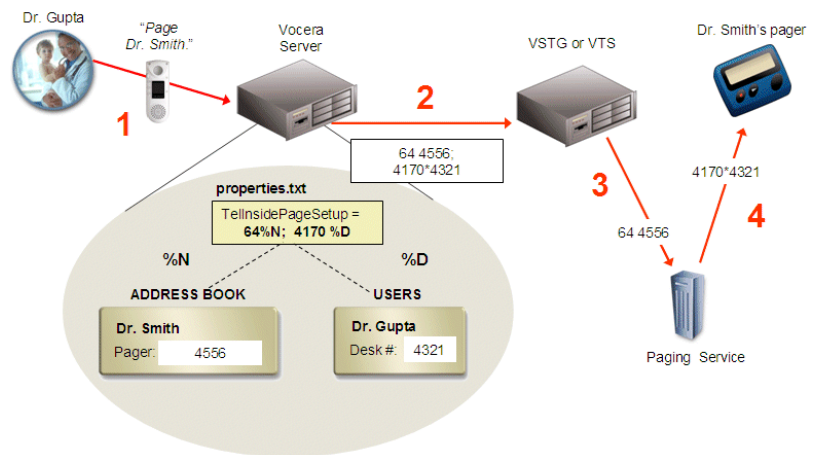 Dr. Gupta
"Page
Dr. Smith."
1
Vocera
Server
2
VSTG or VTS
Dr. Smith's pager
64 4556;
4170*4321
3
64 4556
4170*4321
4
Paging Service
properties.txt
TellInsidePageSetup =
64%N; 4170 %D
%N
%D
ADDRESS BOOK
USERS
Dr. Smith
Pager: 4556
Dr. Gupta
Desk #: 4321